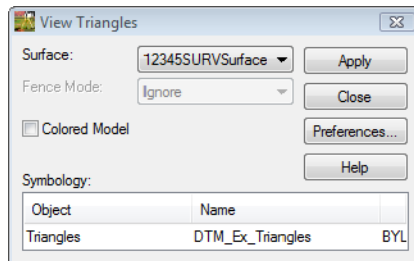 View Triangles
Surface: 12345SURVSurface Apply
Fence Mode: Ignore Close
Colored Model Preferences...
Help
Symbology:
Object Name
Triangles DTM_Ex_Triangles BYL